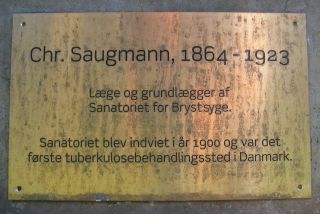 Chr. Saugmann, 1864 - 1923
Læge og grundlægger af
Sanatoriet for Brystsyge.
Sanatoriet blev indviet i år 1900 og var det
første tuberkulosebehandlingssted i Danmark.